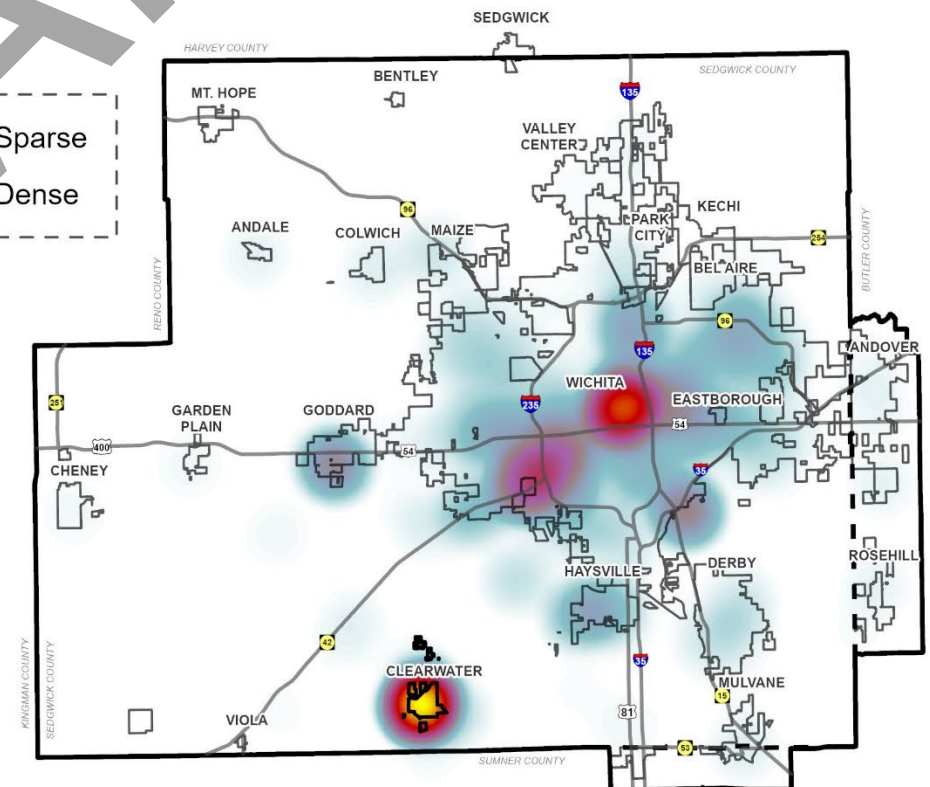 SEDGWICK
HARVEY COUNTY
SEDGWICK COUNTY
BENTLEY
MT. HOPE
135
Sparse
Dense
VALLEY
CENTER
96
KECHI
PARK
CITY
ANDALE
COLWICH
MAIZE
254
BEL AIRE
BUTLER COUNTY
RENO COUNTY
96
135
ANDOVER
WICHITA
251
235
EASTBOROUGH
GARDEN
PLAIN
GODDARD
54
400
54
CHENEY
35
HAYSVILLE
DERBY
ROSEHILL
42
35
KINGMAN COUNTY
SEDGWICK COUNTY
CLEARWATER
MULVANE
15
81
VIOLA
53
SUMNER COUNTY